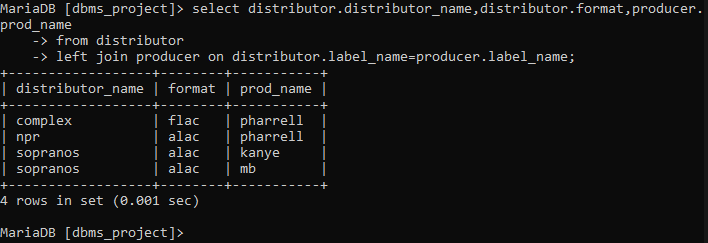 MariaDB [dbms_project]> select distributor.distributor_name,distributor.format,producer.
prod_name
    -> from distributor
    -> left join producer on distributor.label_name=producer.label_name;
+------------------+--------+-----------+
| distributor_name | format | prod_name |
+------------------+--------+-----------+
| complex          | flac   | pharrell  |
| npr              | alac   | pharrell  |
| sopranos         | alac   | kanye     |
| sopranos         | alac   | mb        |
+------------------+--------+-----------+
4 rows in set (0.001 sec)
MariaDB [dbms_project]>